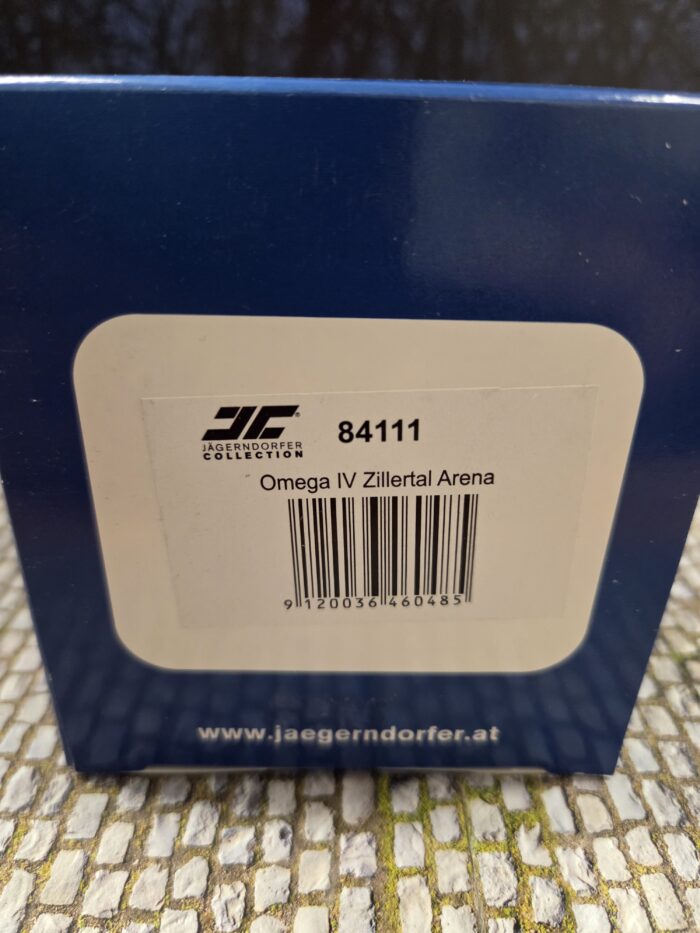 JC®
JÄGERNDORFER
COLLECTION
84111
Omega IV Zillertal Arena
9 120036 460485
www.jaegerndorfer.at